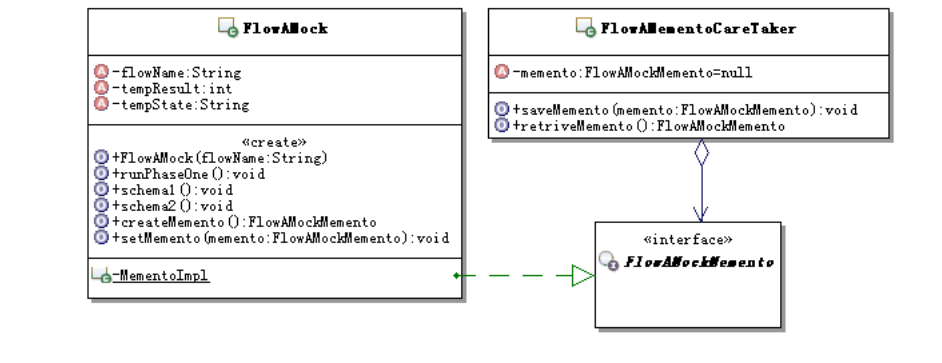 FlowAMock
-flowName:String
-tempResult:int
-tempState:String
«create»
+FlowAMock(flowName:String)
+runPhaseOne():void
+schema1():void
+schema2():void
+createMemento():FlowAMockMemento
+setMemento(memento:FlowAMockMemento):void
-MementoImpl
FlowAMementoCareTaker
-memento:FlowAMockMemento=null
+saveMemento(memento:FlowAMockMemento):void
+retriveMemento():FlowAMockMemento
«interface»
FlowAMockMemento